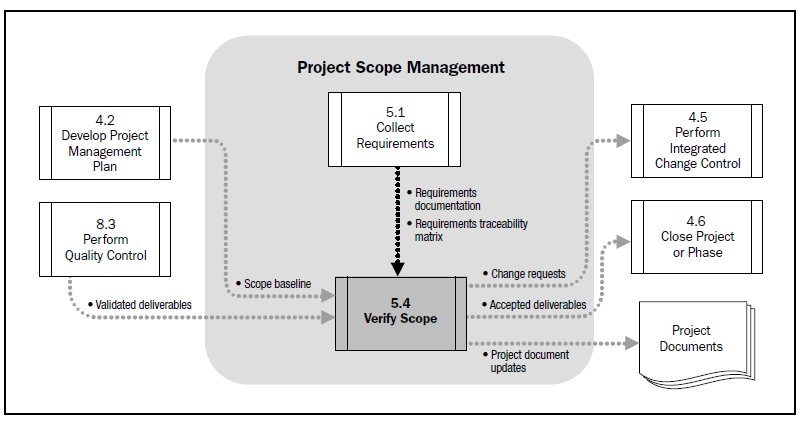 Project Scope Management
4.2
Develop Project
Management
Plan
5.1
Collect
Requirements
4.5
Perform
Integrated
Change Control
8.3
Perform
Quality Control
• Requirements
documentation
• Requirements traceability
matrix
4.6
Close Project
or Phase
• Scope baseline
• Change requests
• Validated deliverables
5.4
Verify Scope
• Accepted deliverables
Project
Documents
• Project document
updates